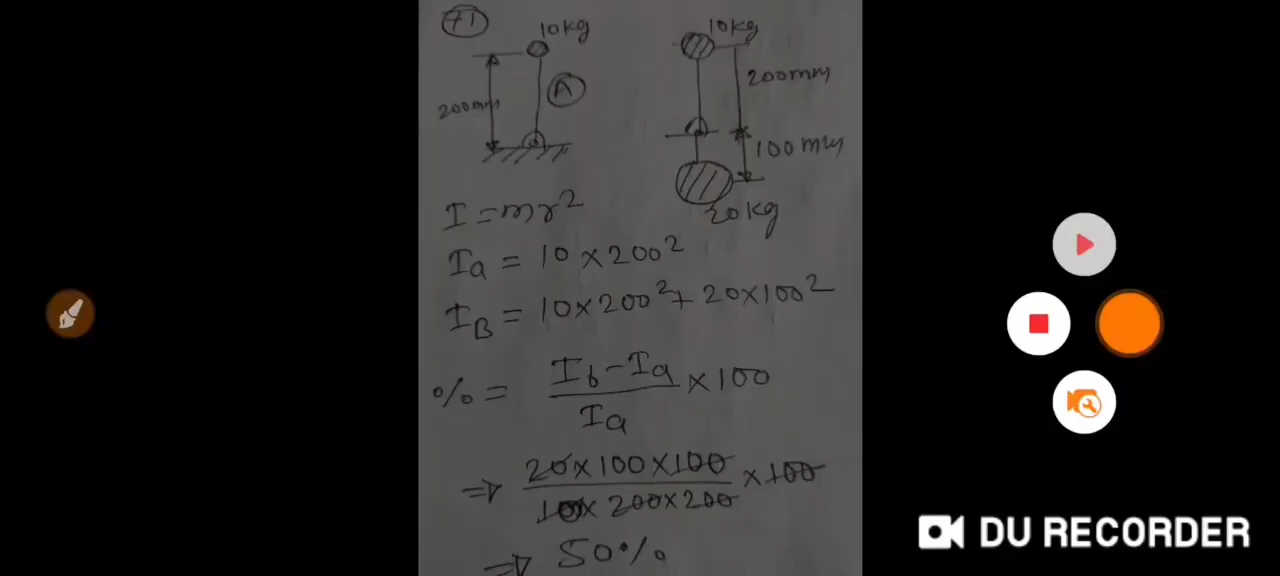 71
10kg
10kg
200mm
A
200mm
100mm
20kg
I = mr²
Ia = 10 × 200²
IB = 10×200² + 20×100²
% = Ib - Ia / Ia × 100
⇒ 20×100×100 / 10× 200×200 × 100
⇒ 50%
DU RECORDER